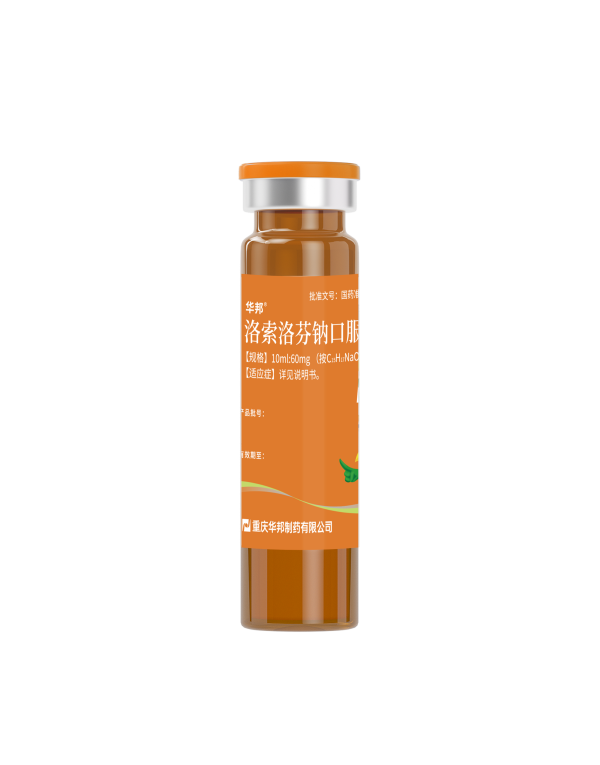 批准文号：国药准
华邦®
洛索洛芬钠口服
【规格】10ml:60mg（按C₁₅H₁₇NaO
【适应症】详见说明书。
产品批号：
有效期至：
重庆华邦制药有限公司